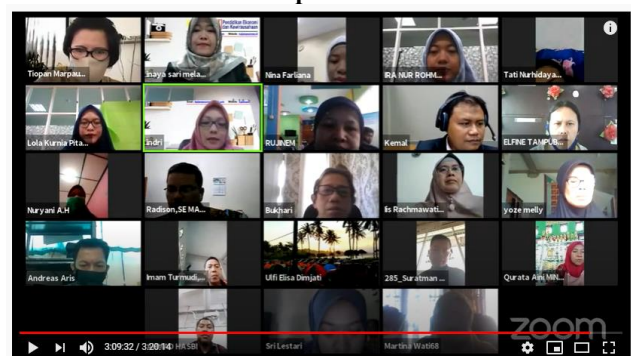 Pendidikan Ekonomi
dan Kewirausahaan
Tiopan Marpau...
inaya sari mela...
Nina Farliana
IRA NUR ROHM...
Tati Nurhidaya...
Lola Kurnia Pita...
indri
RUJINEM
Kemal
ELFINE TAMPUB...
Nuryani A.H
Radison,SE MA...
Bukhari
Iis Rachmawati...
yoze melly
Andreas Aris
Imam Turmudi,...
Ulfi Elisa Dimjati
285_Suratman ...
Qurata Aini,MIN...
HASBI
Sri Lestari
Martina Wati68
zoom
3:09:32 / 3:20:14